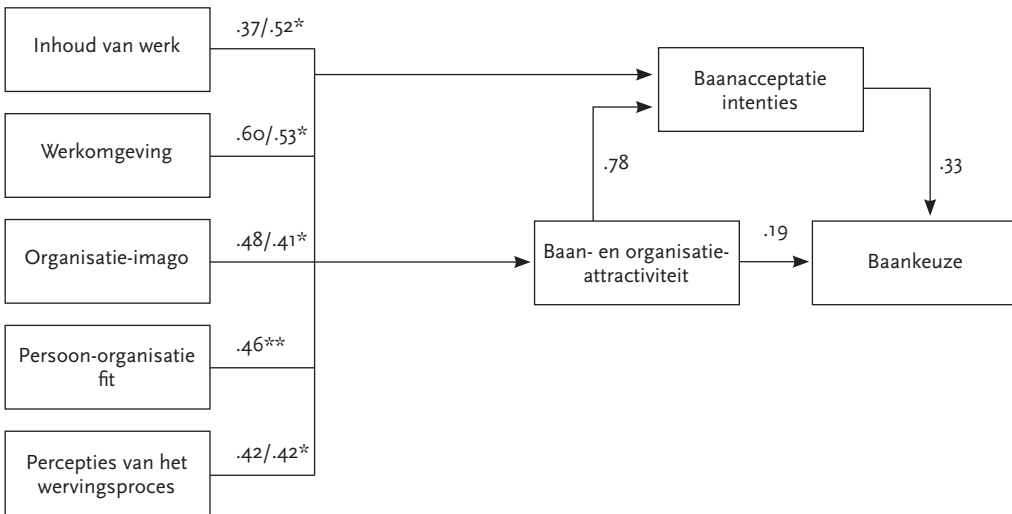 .37/.52*
Inhoud van werk
Baanacceptatie
intenties
.60/.53*
Werkomgeving
.78
.33
.48/.41*
Organisatie-imago
Baan- en organisatie-
attractiviteit
.19
Baankeuze
.46**
Persoon-organisatie
fit
.42/.42*
Percepties van het
wervingsproces